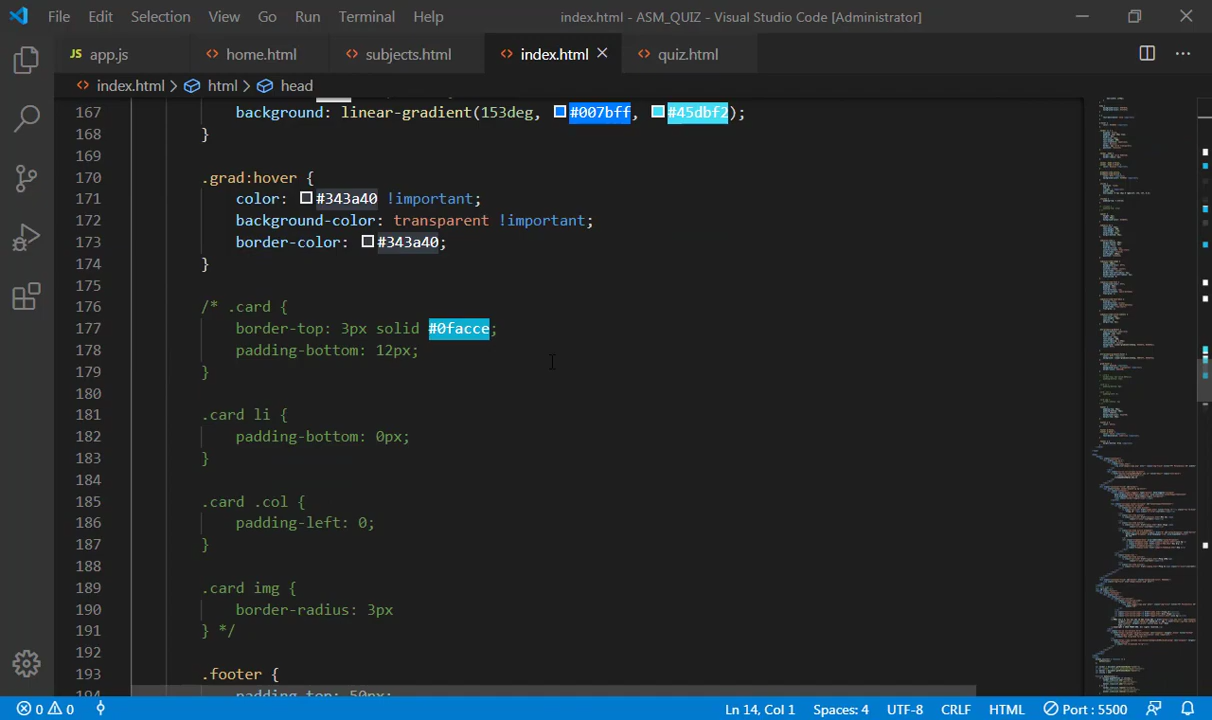 File Edit Selection View Go Run Terminal Help index.html - ASM_QUIZ - Visual Studio Code [Administrator]
JS app.js <> home.html <> subjects.html <> index.html × <> quiz.html ···
<> index.html > html > head
167 background: linear-gradient(153deg, #007bff, #45dbf2);
168 }
169
170 .grad:hover {
171 color: #343a40 !important;
172 background-color: transparent !important;
173 border-color: #343a40;
174 }
175
176 /* .card {
177 border-top: 3px solid #0facce;
178 padding-bottom: 12px;
179 }
180
181 .card li {
182 padding-bottom: 0px;
183 }
184
185 .card .col {
186 padding-left: 0;
187 }
188
189 .card img {
190 border-radius: 3px
191 } */
192
193 .footer {
194 padding-top: 50px;
0 0 Ln 14, Col 1 Spaces: 4 UTF-8 CRLF HTML Port : 5500